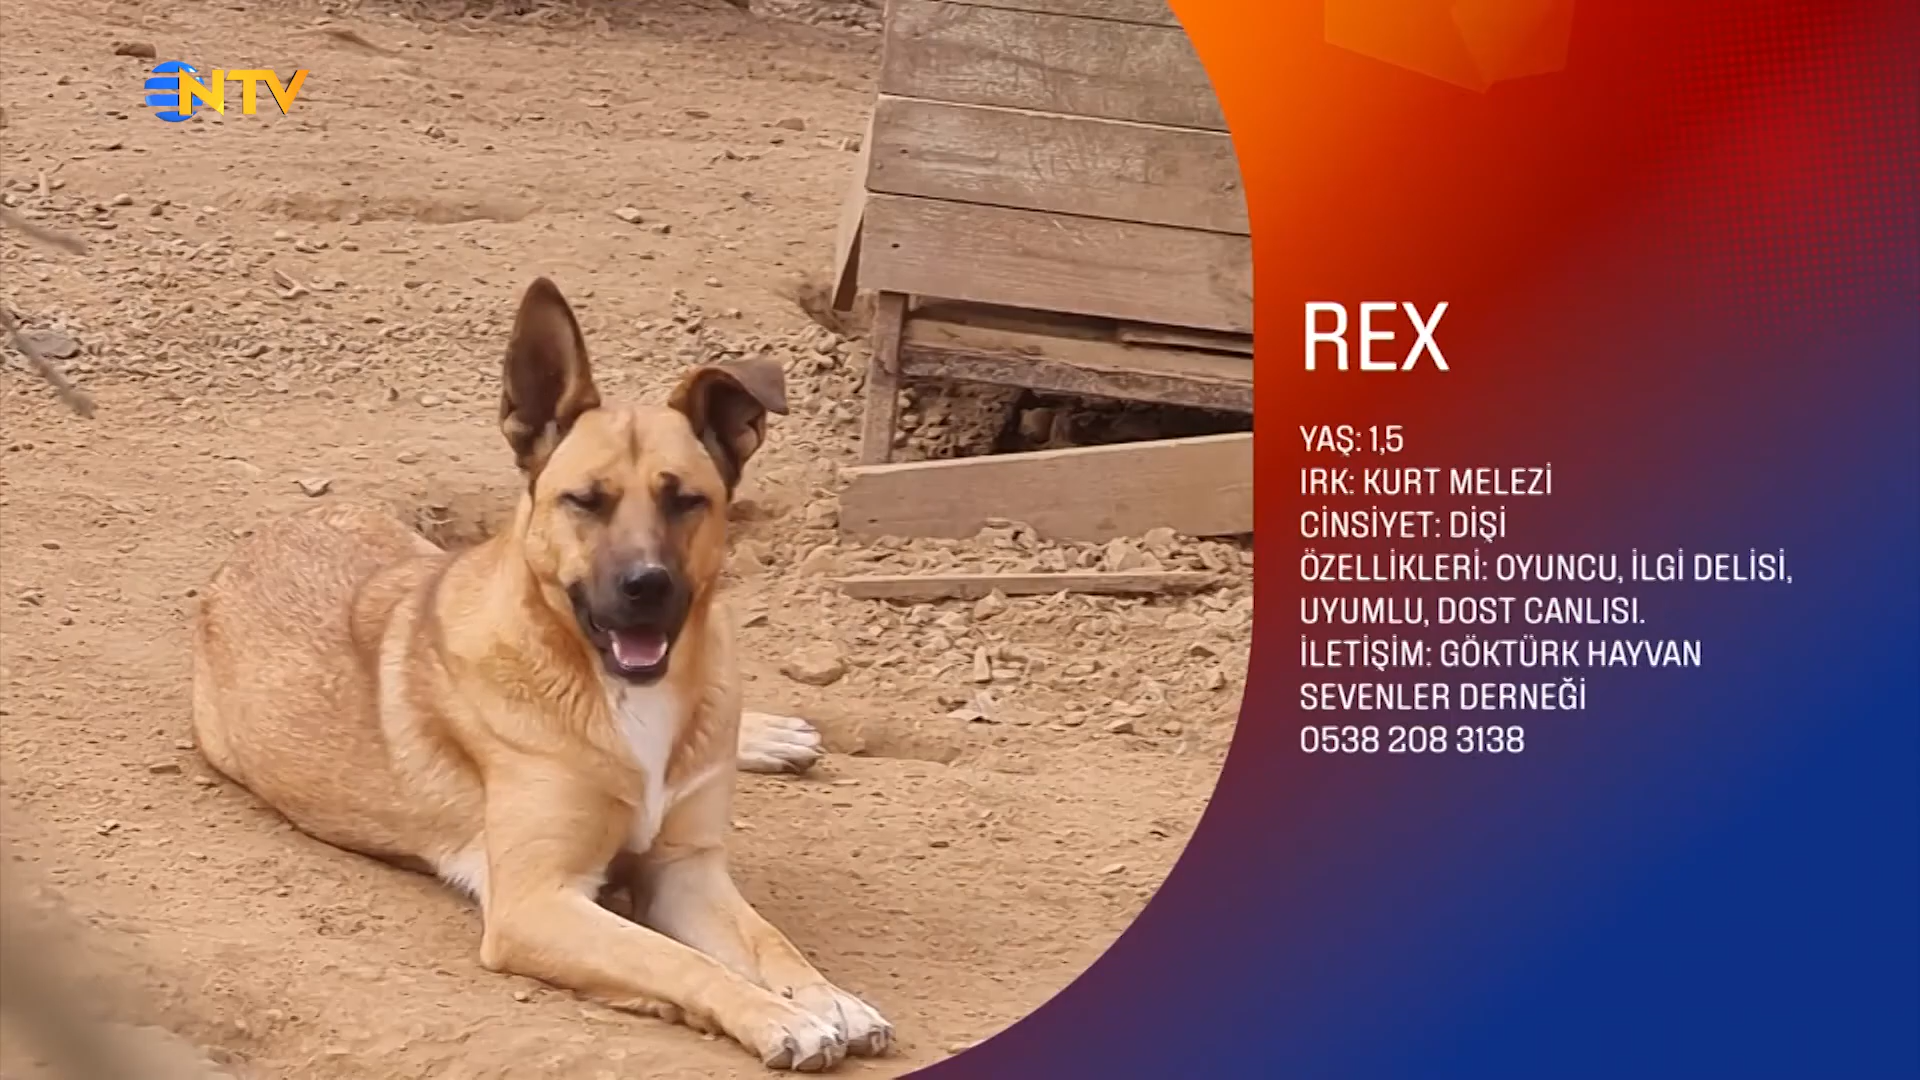 NTV
REX
YAŞ: 1,5
IRK: KURT MELEZİ
CİNSİYET: DİŞİ
ÖZELLİKLERİ: OYUNCU, İLGİ DELİSİ,
UYUMLU, DOST CANLISI.
İLETİŞİM: GÖKTÜRK HAYVAN
SEVENLER DERNEĞİ
0538 208 3138